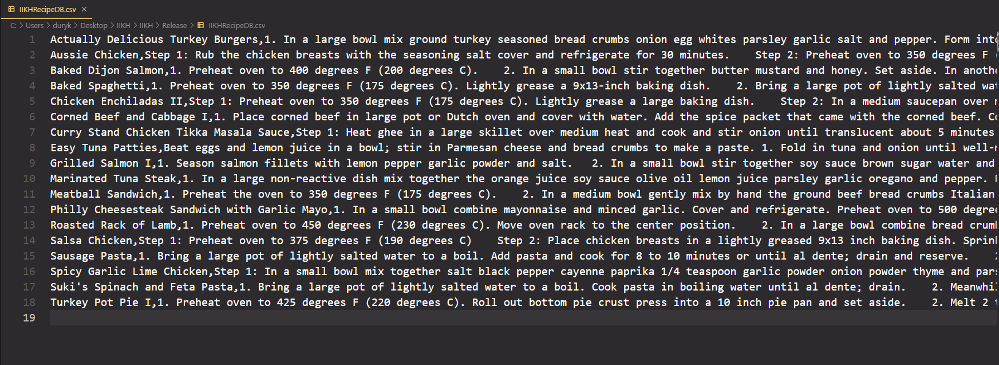 IIKHRecipeDB.csv ×
C: > Users > duryk > Desktop > IIKH > IIKH > Release > IIKHRecipeDB.csv
1 Actually Delicious Turkey Burgers,1. In a large bowl mix ground turkey seasoned bread crumbs onion egg whites parsley garlic salt and pepper. Form into
2 Aussie Chicken,Step 1: Rub the chicken breasts with the seasoning salt cover and refrigerate for 30 minutes.    Step 2: Preheat oven to 350 degrees F (
3 Baked Dijon Salmon,1. Preheat oven to 400 degrees F (200 degrees C).    2. In a small bowl stir together butter mustard and honey. Set aside. In
4 Baked Spaghetti,1. Preheat oven to 350 degrees F (175 degrees C). Lightly grease a 9x13-inch baking dish.    2. Bring a large pot of lightly salted
5 Chicken Enchiladas II,Step 1: Preheat oven to 350 degrees F (175 degrees C). Lightly grease a large baking dish.    Step 2: In a medium saucepan over
6 Corned Beef and Cabbage I,1. Place corned beef in large pot or Dutch oven and cover with water. Add the spice packet that came with the corned beef.
7 Curry Stand Chicken Tikka Masala Sauce,Step 1: Heat ghee in a large skillet over medium heat and cook and stir onion until translucent about 5 minutes.
8 Easy Tuna Patties,Beat eggs and lemon juice in a bowl; stir in Parmesan cheese and bread crumbs to make a paste. 1. Fold in tuna and onion until
9 Grilled Salmon I,1. Season salmon fillets with lemon pepper garlic powder and salt.   2. In a small bowl stir together soy sauce brown sugar water and
10 Marinated Tuna Steak,1. In a large non-reactive dish mix together the orange juice soy sauce olive oil lemon juice parsley garlic oregano and pepper.
11 Meatball Sandwich,1. Preheat the oven to 350 degrees F (175 degrees C).    2. In a medium bowl gently mix by hand the ground beef bread crumbs Italian
12 Philly Cheesesteak Sandwich with Garlic Mayo,1. In a small bowl combine mayonnaise and minced garlic. Cover and refrigerate. Preheat oven to 500
13 Roasted Rack of Lamb,1. Preheat oven to 450 degrees F (230 degrees C). Move oven rack to the center position.    2. In a large bowl combine bread
14 Salsa Chicken,Step 1: Preheat oven to 375 degrees F (190 degrees C)    Step 2: Place chicken breasts in a lightly greased 9x13 inch baking dish.
15 Sausage Pasta,1. Bring a large pot of lightly salted water to a boil. Add pasta and cook for 8 to 10 minutes or until al dente; drain and reserve.
16 Spicy Garlic Lime Chicken,Step 1: In a small bowl mix together salt black pepper cayenne paprika 1/4 teaspoon garlic powder onion powder thyme and
17 Suki's Spinach and Feta Pasta,1. Bring a large pot of lightly salted water to a boil. Cook pasta in boiling water until al dente; drain.    2.
18 Turkey Pot Pie I,1. Preheat oven to 425 degrees F (220 degrees C). Roll out bottom pie crust press into a 10 inch pie pan and set aside.    2. Melt 2
19